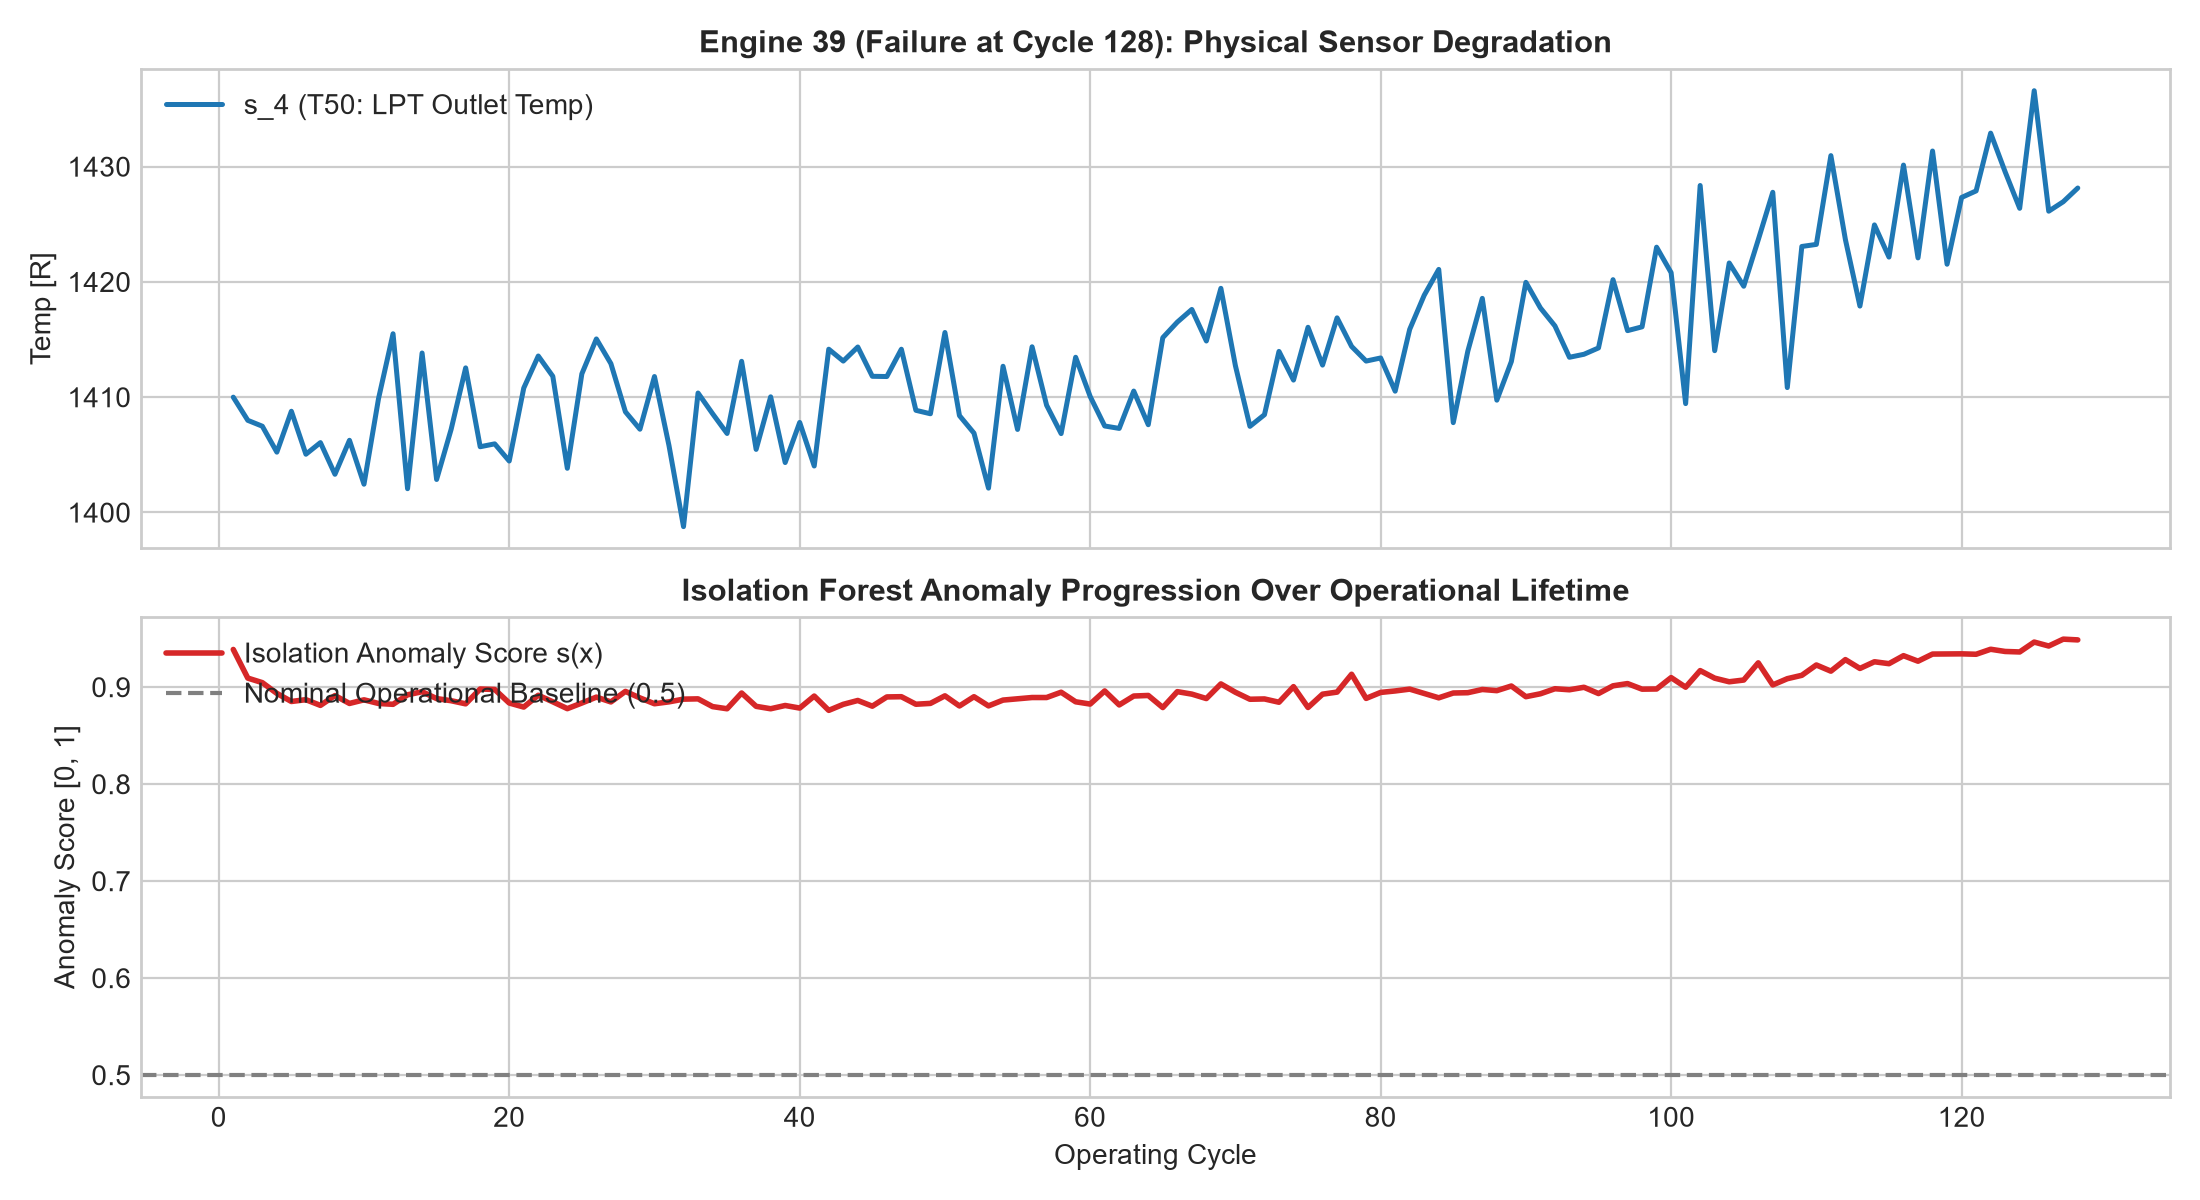 Engine 39 (Failure at Cycle 128): Physical Sensor Degradation
s_4 (T50: LPT Outlet Temp)
Temp [R]
1430
1420
1410
1400
Isolation Forest Anomaly Progression Over Operational Lifetime
Isolation Anomaly Score s(x)
Nominal Operational Baseline (0.5)
Anomaly Score [0, 1]
0.9
0.8
0.7
0.6
0.5
0 20 40 60 80 100 120
Operating Cycle